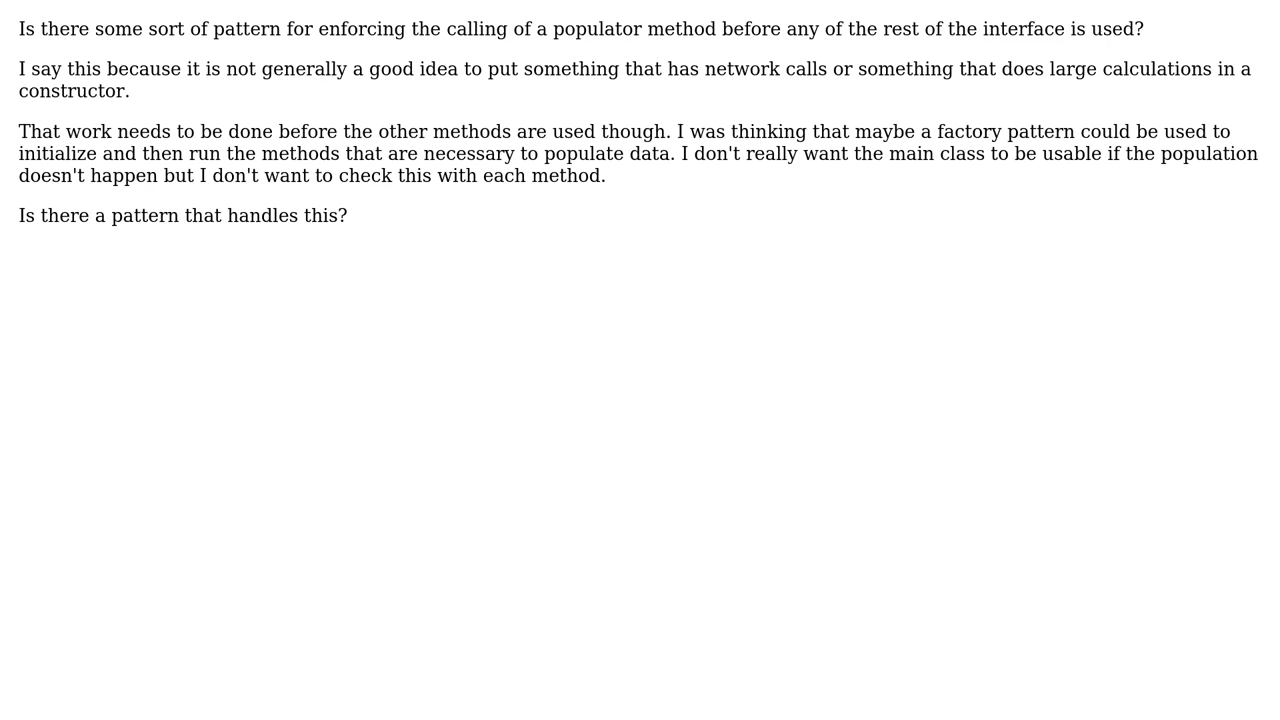 Is there some sort of pattern for enforcing the calling of a populator method before any of the rest of the interface is used?
I say this because it is not generally a good idea to put something that has network calls or something that does large calculations in a
constructor.
That work needs to be done before the other methods are used though. I was thinking that maybe a factory pattern could be used to
initialize and then run the methods that are necessary to populate data. I don't really want the main class to be usable if the population
doesn't happen but I don't want to check this with each method.
Is there a pattern that handles this?